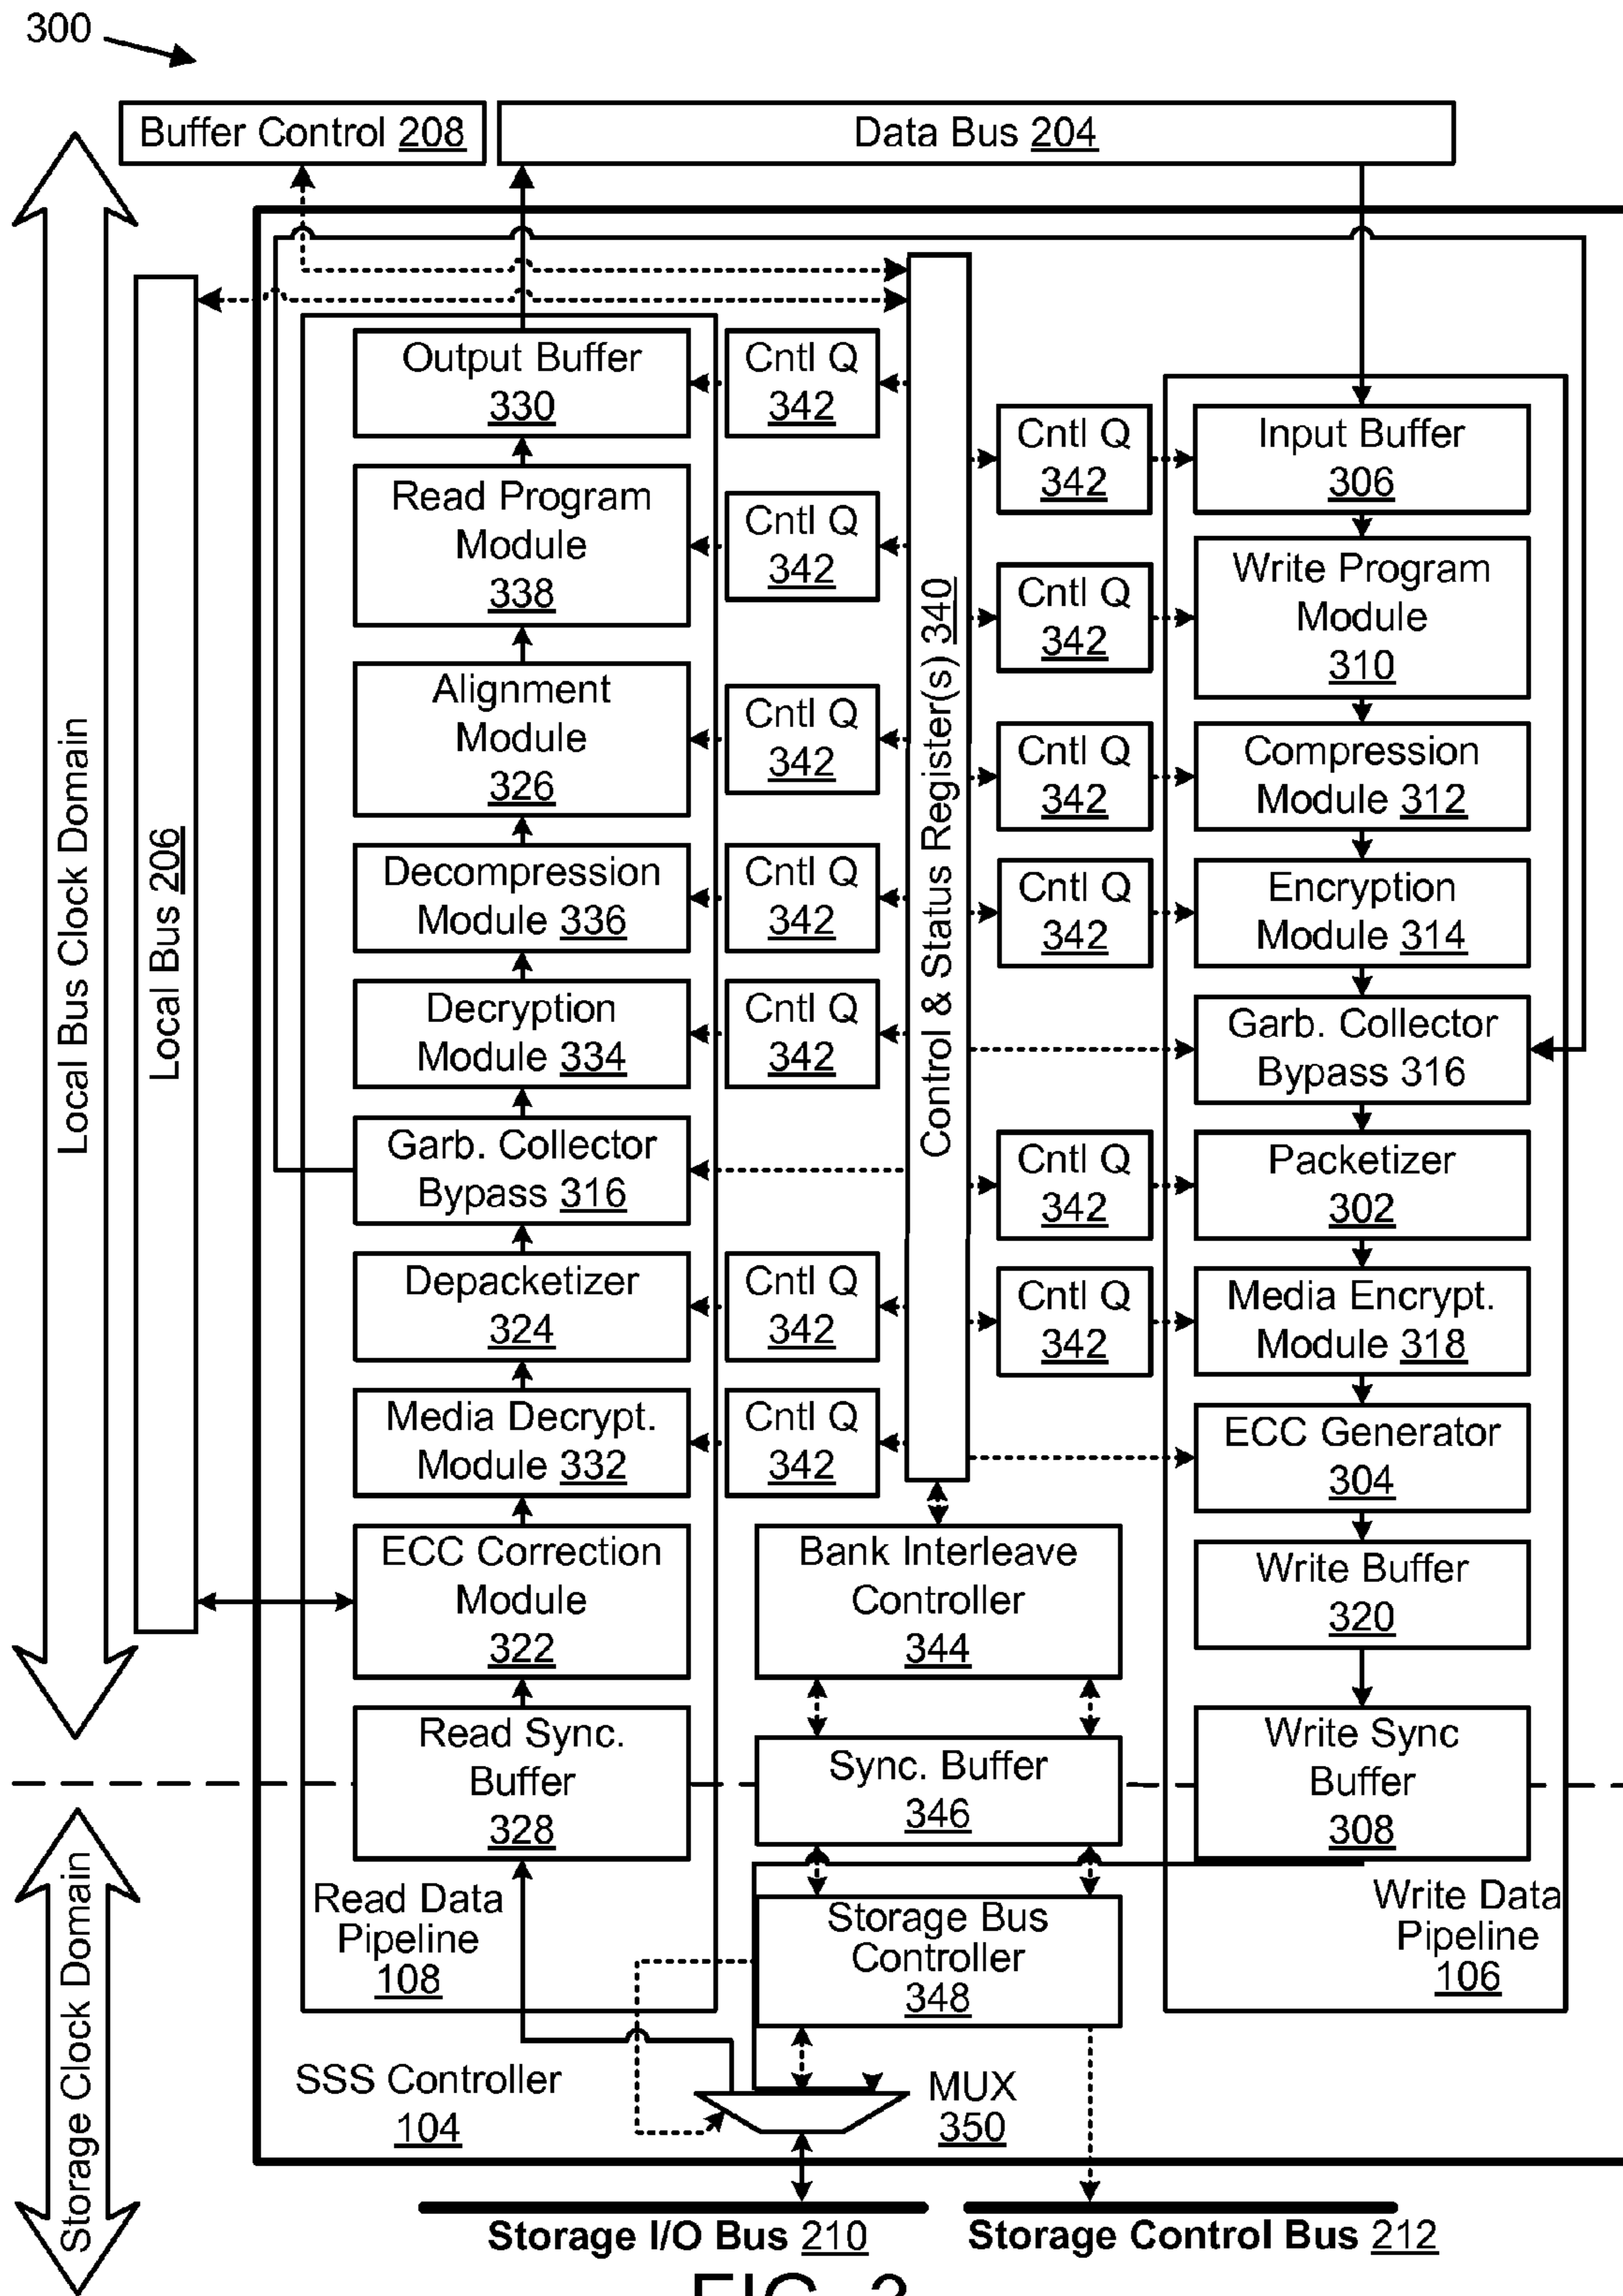 300
Buffer Control 208
Data Bus 204
Local Bus Clock Domain
Local Bus 206
Output Buffer
330
Read Program
Module
338
Alignment
Module
326
Decompression
Module 336
Decryption
Module 334
Garb. Collector
Bypass 316
Depacketizer
324
Media Decrypt.
Module 332
ECC Correction
Module
322
Read Sync.
Buffer
328
Read Data
Pipeline
108
Cntl Q
342
Cntl Q
342
Cntl Q
342
Cntl Q
342
Cntl Q
342
Cntl Q
342
Cntl Q
342
Control & Status Register(s) 340
Cntl Q
342
Cntl Q
342
Cntl Q
342
Cntl Q
342
Cntl Q
342
Cntl Q
342
Input Buffer
306
Write Program
Module
310
Compression
Module 312
Encryption
Module 314
Garb. Collector
Bypass 316
Packetizer
302
Media Encrypt.
Module 318
ECC Generator
304
Write Buffer
320
Write Sync
Buffer
308
Write Data
Pipeline
106
Bank Interleave
Controller
344
Sync. Buffer
346
Storage Bus
Controller
348
Storage Clock Domain
SSS Controller
104
MUX
350
Storage I/O Bus 210
Storage Control Bus 212